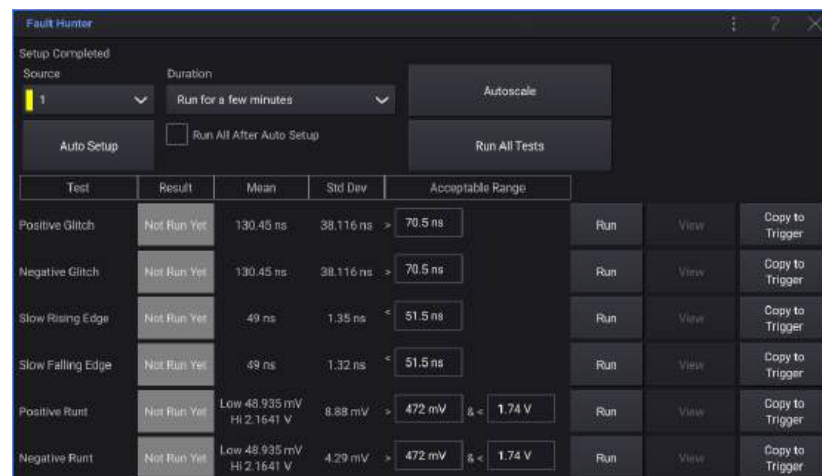 Fault Hunter
?
Setup Completed
Source Duration
1 Run for a few minutes Autoscale
Auto Setup Run All After Auto Setup Run All Tests
Test Result Mean Std Dev Acceptable Range
Positive Glitch Not Run Yet 130.45 ns 38.116 ns > 70.5 ns Run View Copy to Trigger
Negative Glitch Not Run Yet 130.45 ns 38.116 ns > 70.5 ns Run View Copy to Trigger
Slow Rising Edge Not Run Yet 49 ns 1.35 ns < 51.5 ns Run View Copy to Trigger
Slow Falling Edge Not Run Yet 49 ns 1.32 ns < 51.5 ns Run View Copy to Trigger
Positive Runt Not Run Yet Low 48.935 mV Hi 2.1641 V 8.88 mV > 472 mV & < 1.74 V Run View Copy to Trigger
Negative Runt Not Run Yet Low 48.935 mV Hi 2.1641 V 4.29 mV > 472 mV & < 1.74 V Run View Copy to Trigger